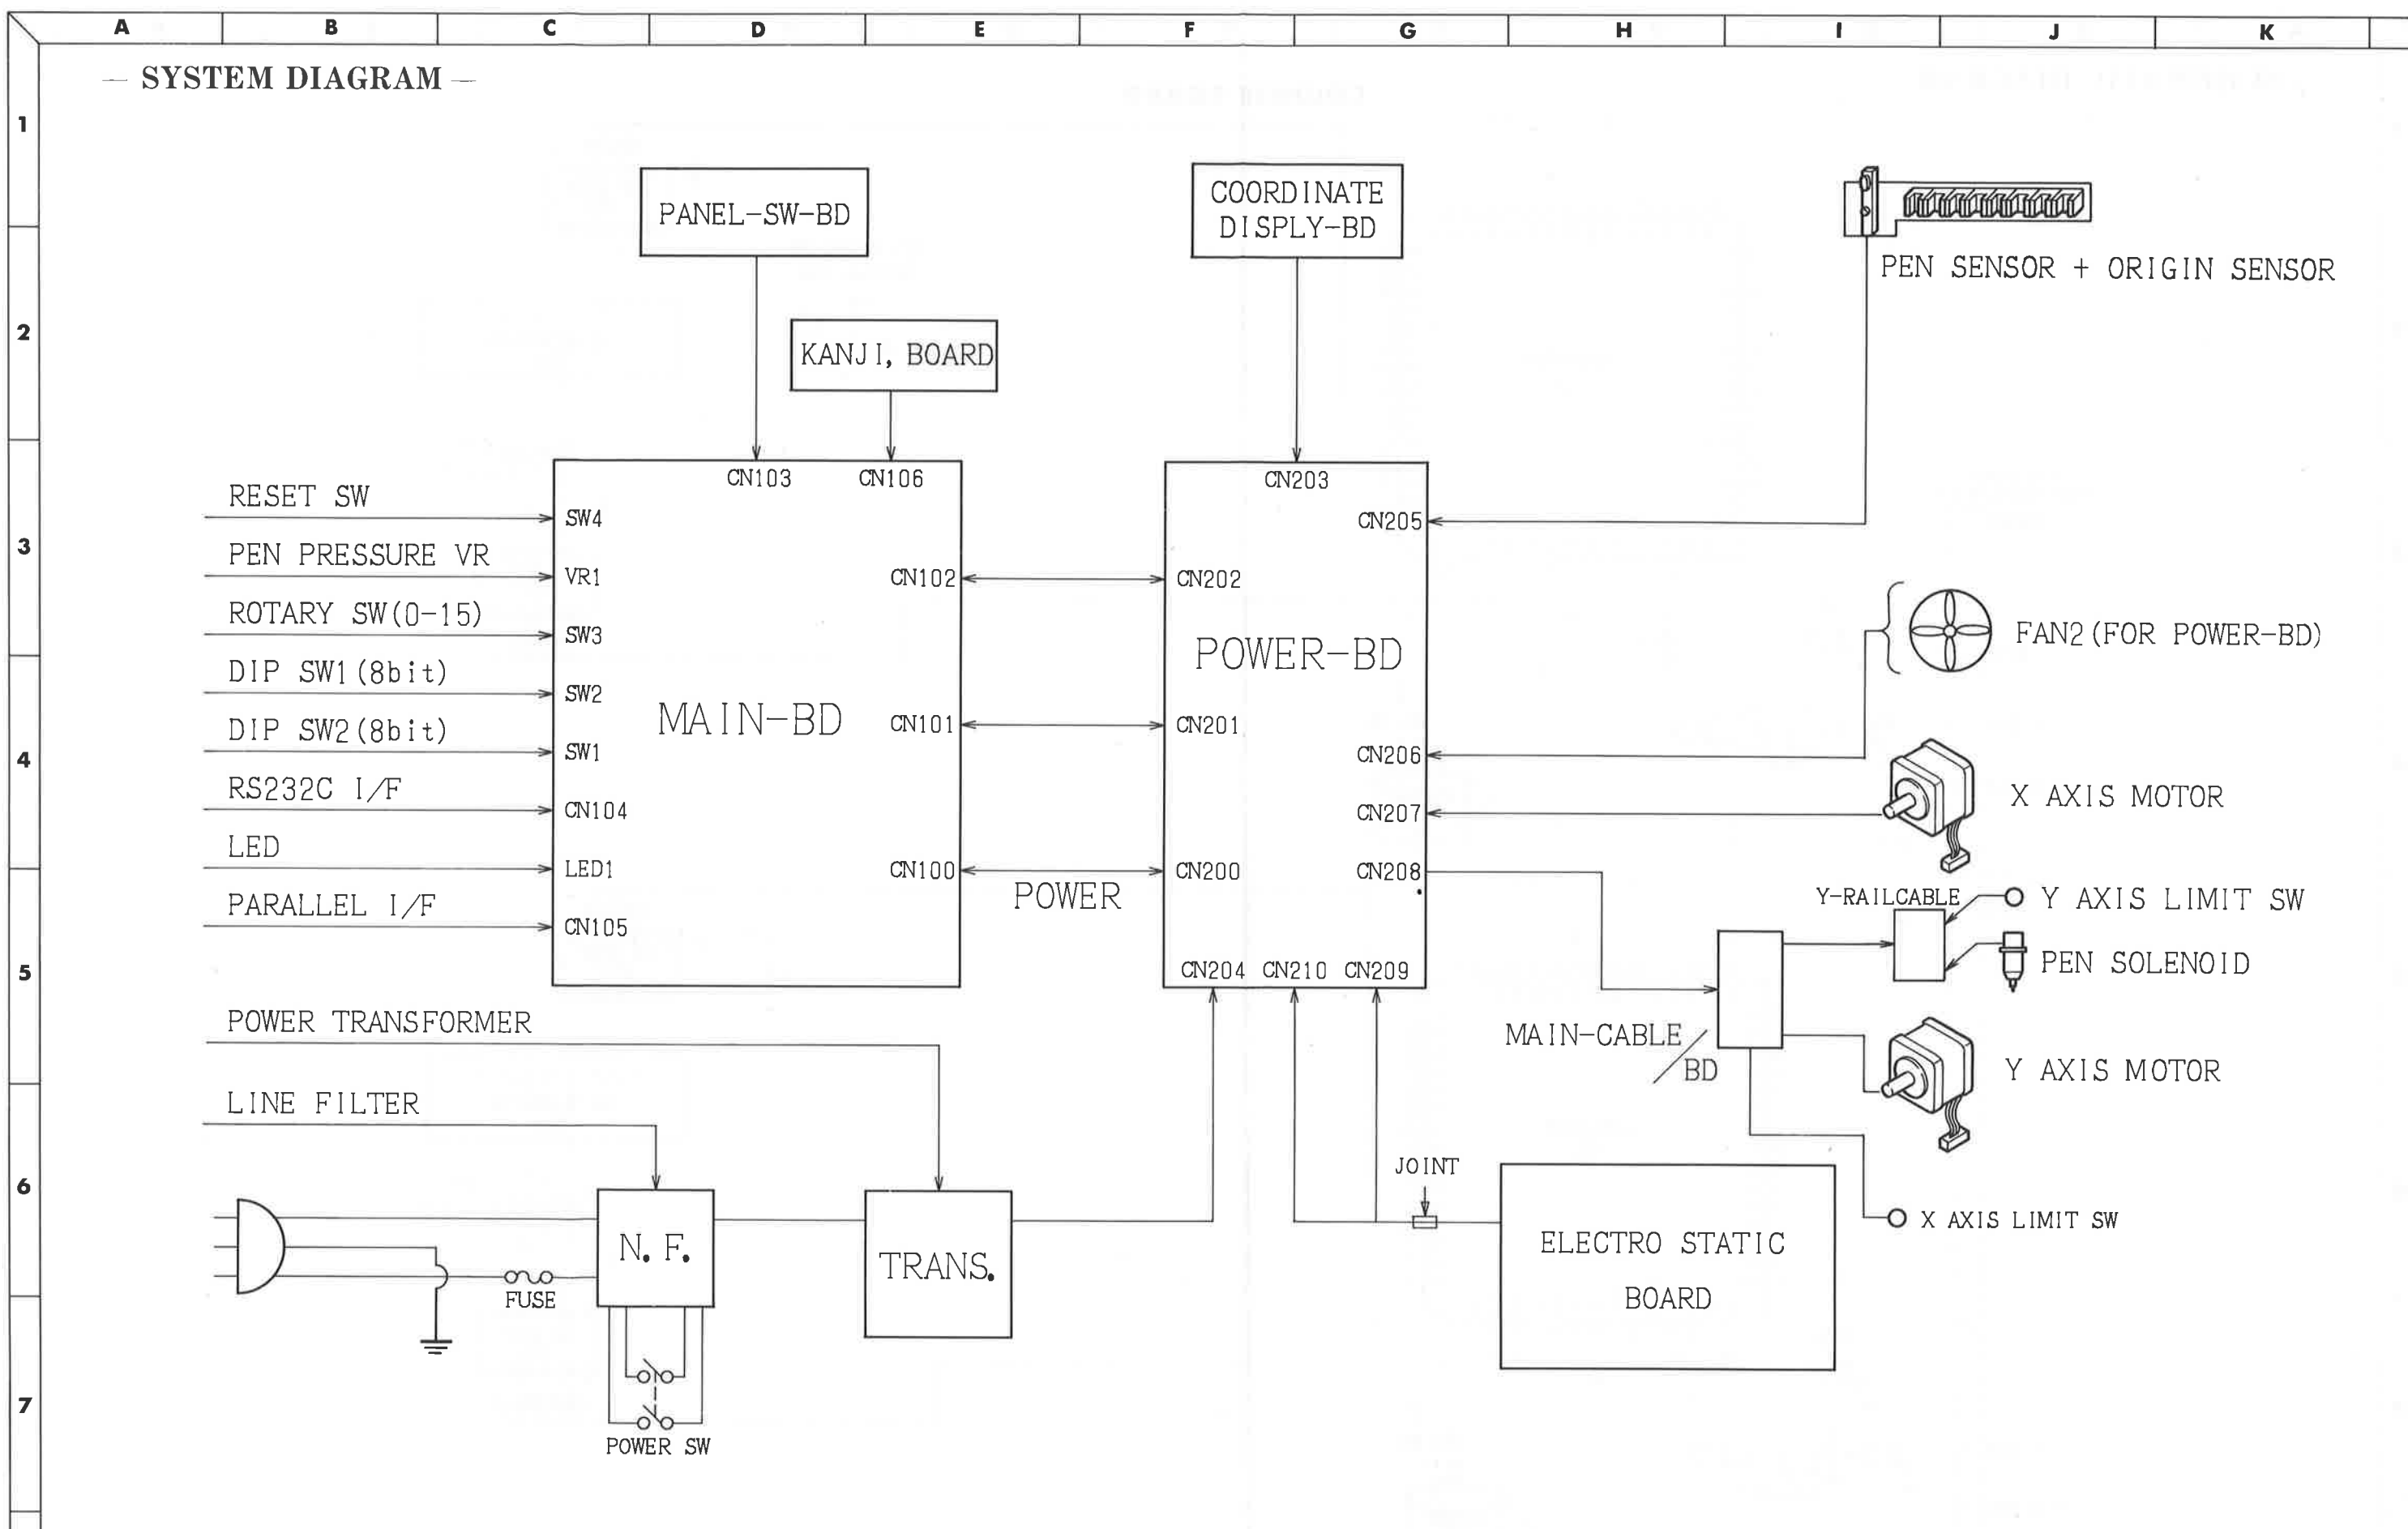 A B C D E F G H I J K
— SYSTEM DIAGRAM —
1
2
3
4
5
6
7
PANEL-SW-BD
COORDINATE
DISPLY-BD
PEN SENSOR + ORIGIN SENSOR
KANJI, BOARD
CN103 CN106
CN203
RESET SW
SW4
CN205
PEN PRESSURE VR
VR1
CN102
CN202
ROTARY SW(0-15)
SW3
FAN2(FOR POWER-BD)
POWER-BD
DIP SW1(8bit)
SW2
MAIN-BD
CN101
CN201
DIP SW2(8bit)
SW1
CN206
RS232C I/F
CN104
CN207
X AXIS MOTOR
LED
LED1
CN100
POWER
CN200
CN208
Y-RAILCABLE
Y AXIS LIMIT SW
PARALLEL I/F
CN105
CN204 CN210 CN209
PEN SOLENOID
POWER TRANSFORMER
MAIN-CABLE
/BD
Y AXIS MOTOR
LINE FILTER
JOINT
X AXIS LIMIT SW
N.F.
TRANS.
ELECTRO STATIC
BOARD
FUSE
POWER SW